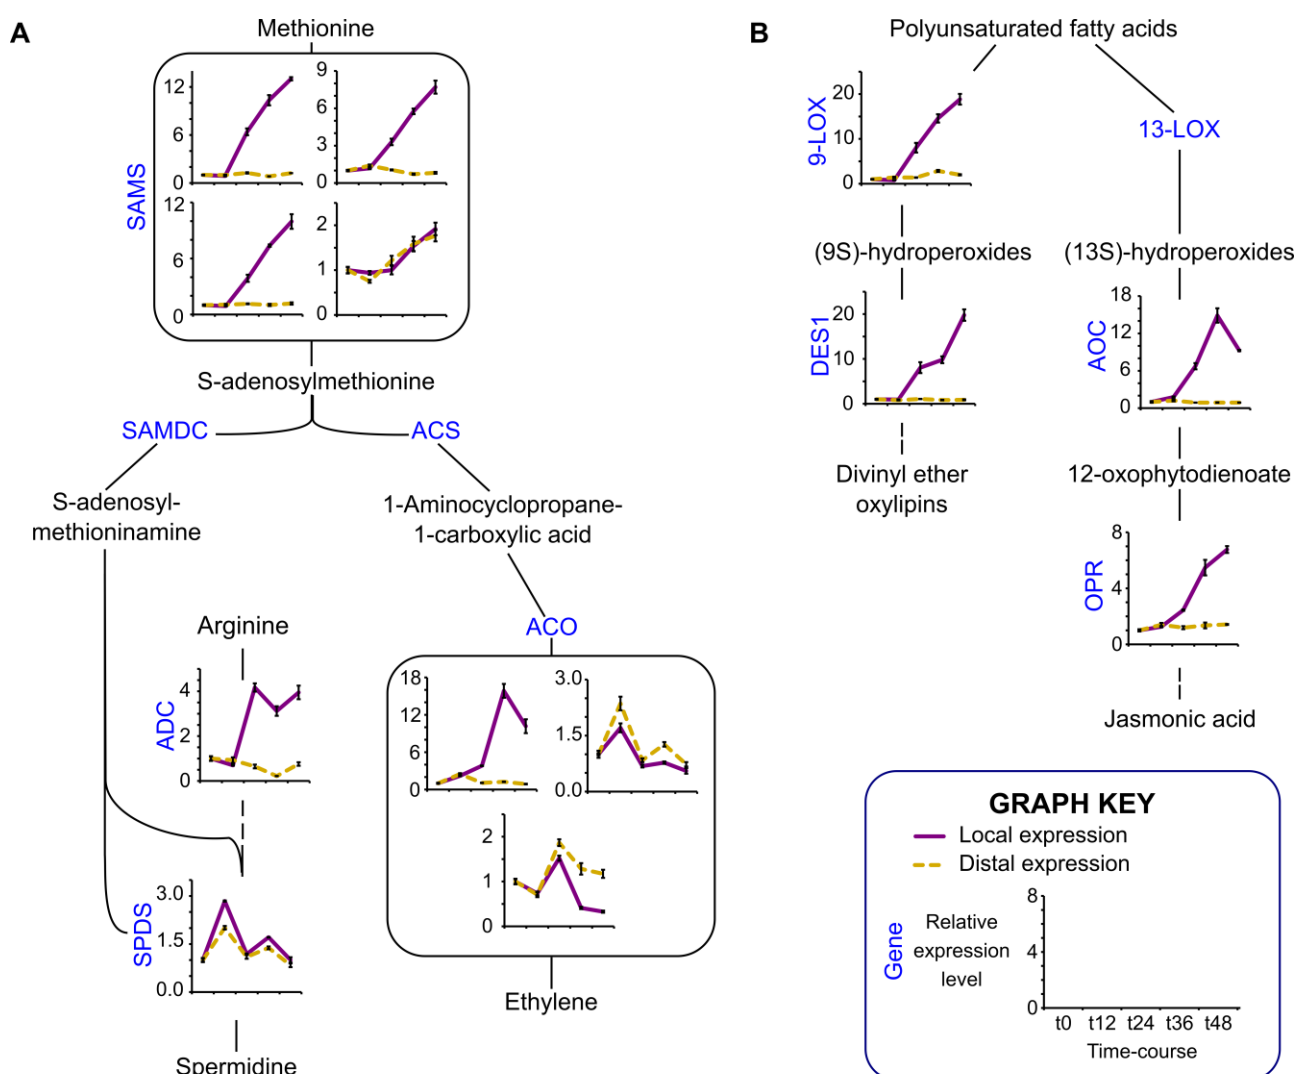 A
Methionine
SAMS
12
6
0
9
6
3
0
12
6
0
2
1
0
S-adenosylmethionine
SAMDC
ACS
S-adenosyl-
methioninamine
1-Aminocyclopropane-
1-carboxylic acid
Arginine
ADC
4
2
0
SPDS
3.0
1.5
0.0
Spermidine
ACO
18
12
6
0
3.0
1.5
0.0
2
1
0
Ethylene
B
Polyunsaturated fatty acids
9-LOX
20
10
0
13-LOX
(9S)-hydroperoxides
(13S)-hydroperoxides
DES1
20
10
0
AOC
18
12
6
0
Divinyl ether
oxylipins
12-oxophytodienoate
OPR
8
4
0
Jasmonic acid
GRAPH KEY
Local expression
Distal expression
Gene
Relative
expression
level
8
4
0
t0 t12 t24 t36 t48
Time-course